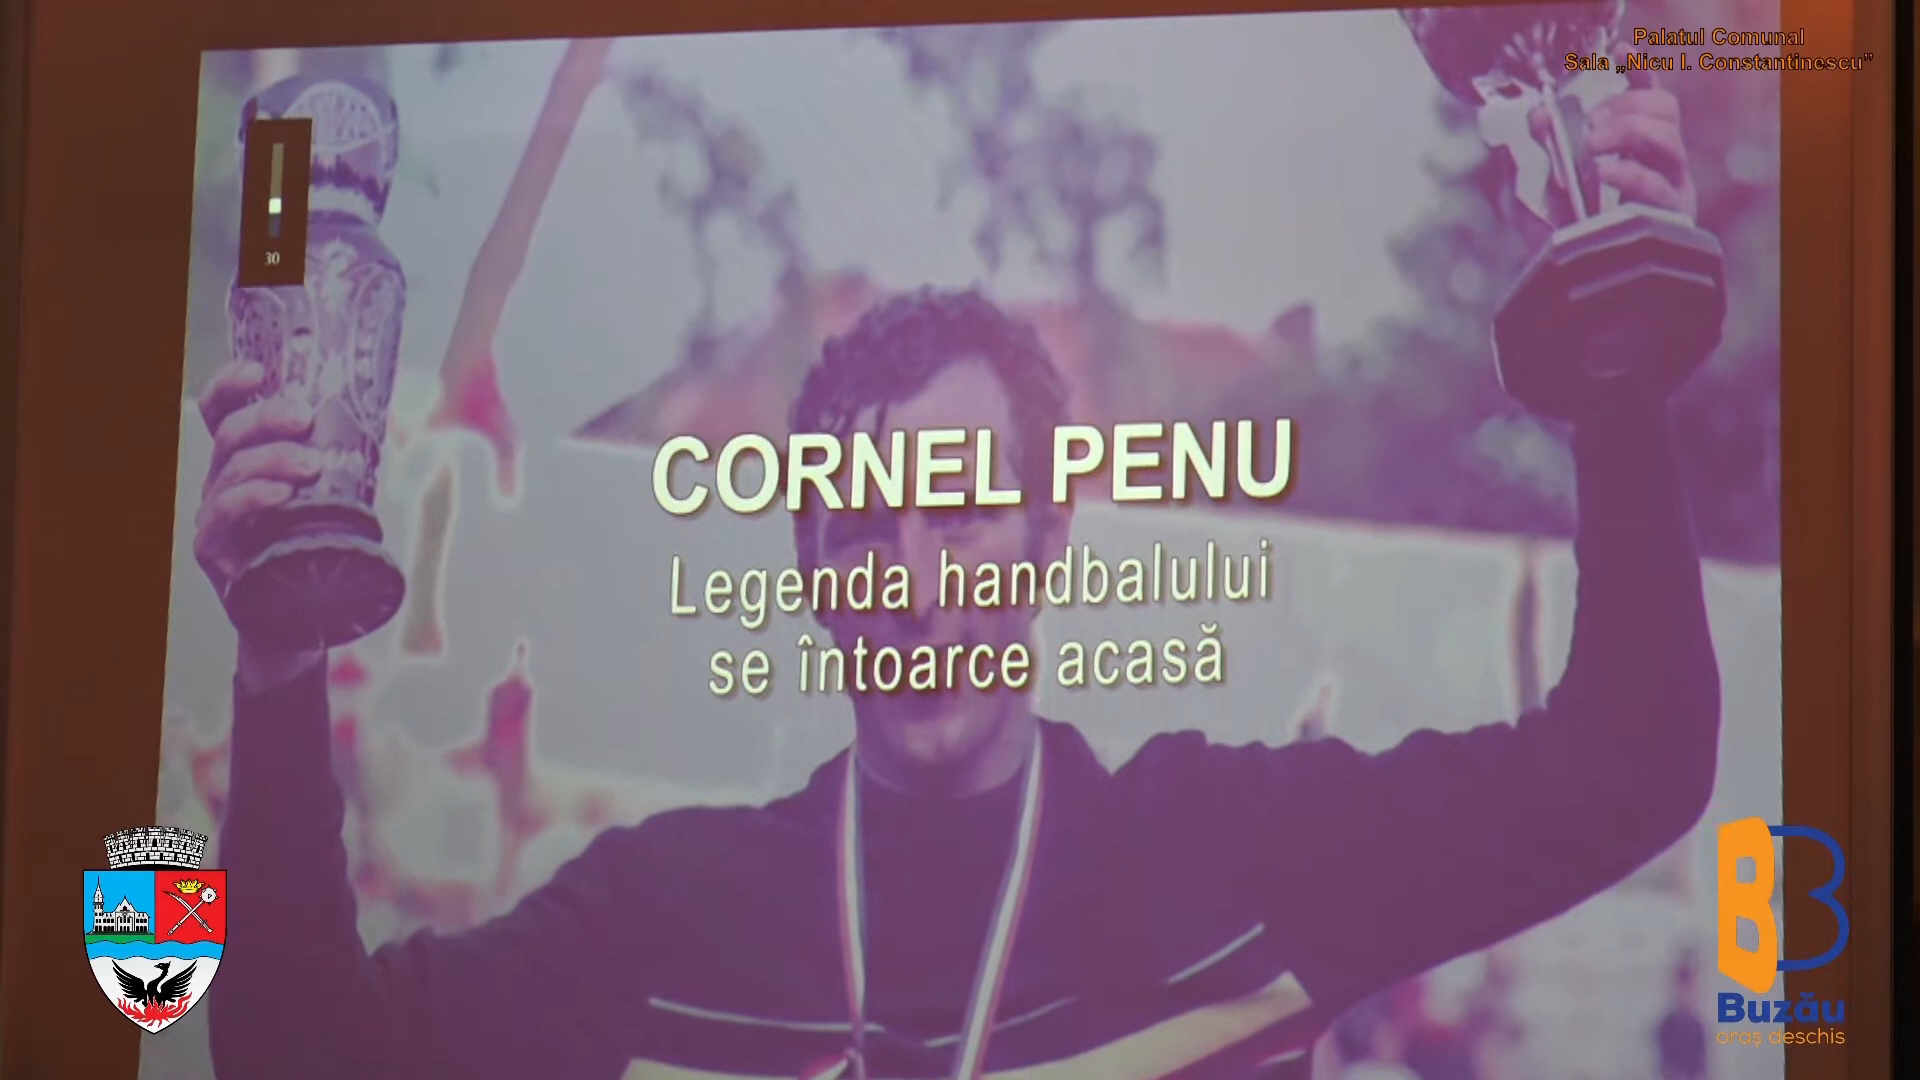 Palatul Comunal
Sala „Nicu I. Constantinescu”
30
CORNEL PENU
Legenda handbalului
se întoarce acasă
Buzău
oraș deschis